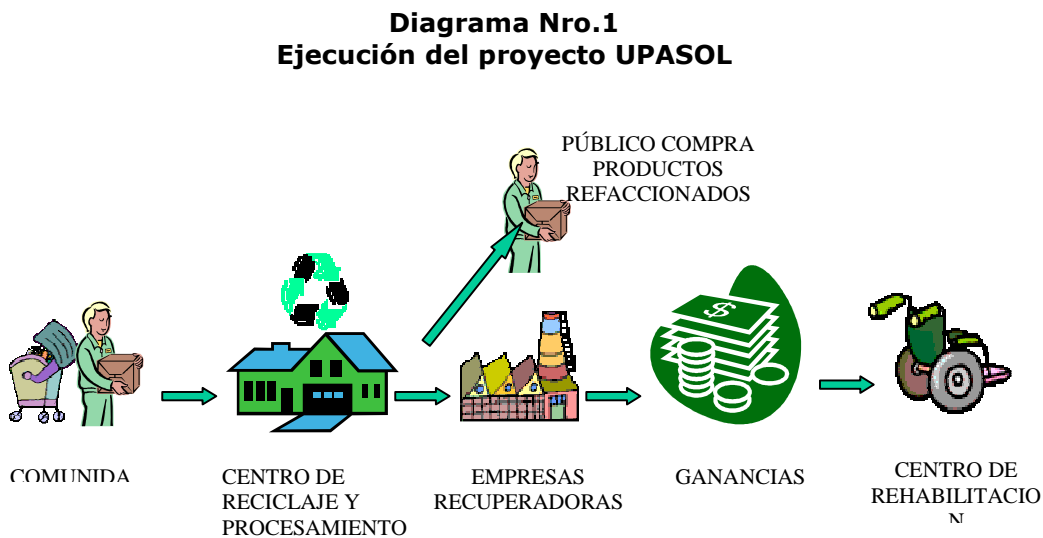 Diagrama Nro.1
Ejecución del proyecto UPASOL
PÚBLICO COMPRA
PRODUCTOS
REFACCIONADOS
$
COMUNIDA
CENTRO DE
RECICLAJE Y
PROCESAMIENTO
EMPRESAS
RECUPERADORAS
GANANCIAS
CENTRO DE
REHABILITACIO
N